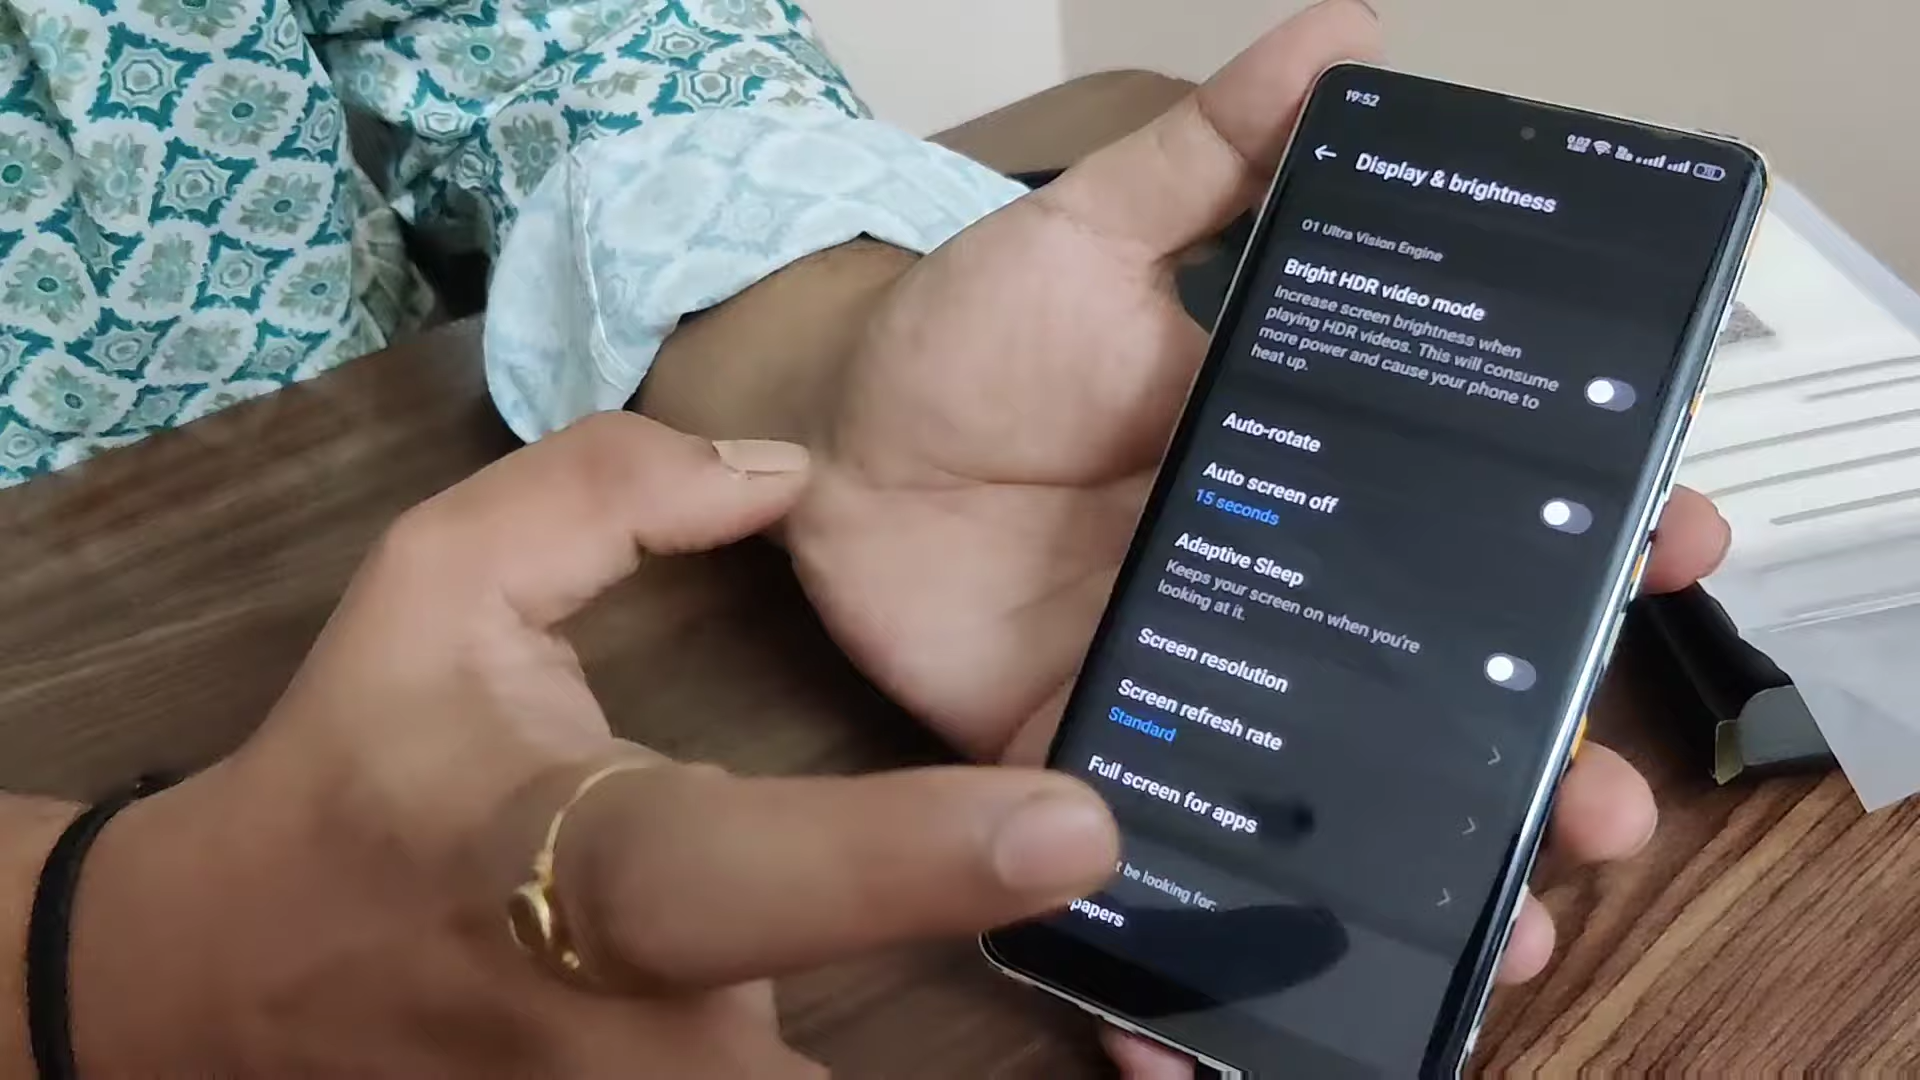 19:52
Display & brightness
O1 Ultra Vision Engine
Bright HDR video mode
Increase screen brightness when
playing HDR videos. This will consume
more power and cause your phone to
heat up.
Auto-rotate
Auto screen off
15 seconds
Adaptive Sleep
Keeps your screen on when you're
looking at it.
Screen resolution
Screen refresh rate
Standard
Full screen for apps
be looking for:
papers